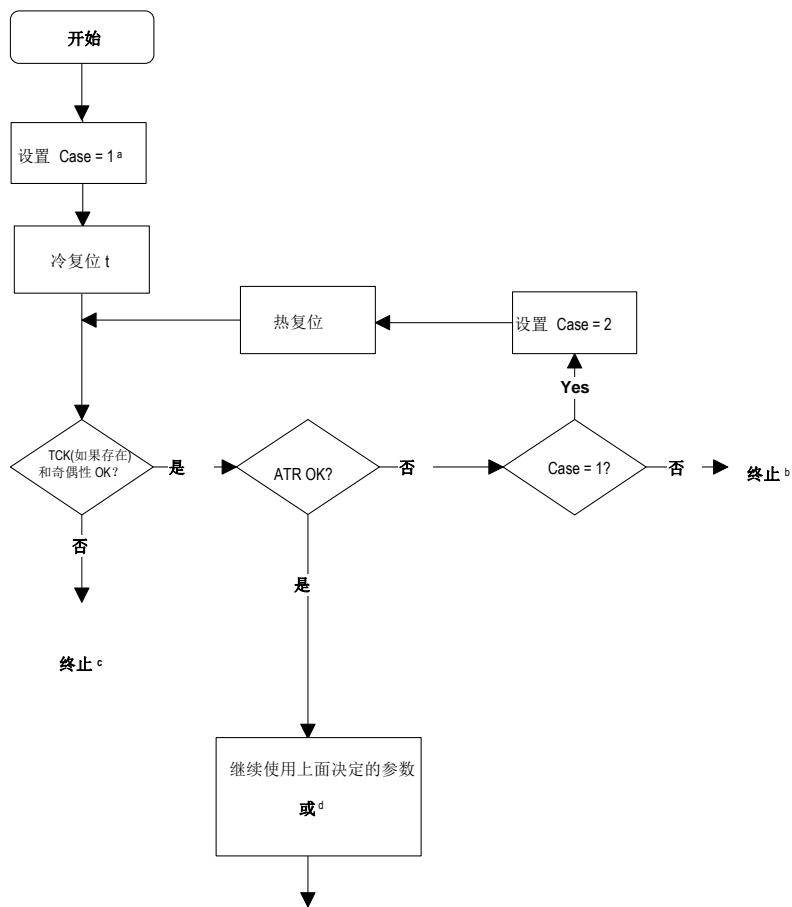 开始
设置 Case = 1 a
冷复位 t
热复位
设置 Case = 2
Yes
TCK(如果存在)
和奇偶性 OK?
是
ATR OK?
否
Case = 1?
否
终止 b
否
是
终止 c
继续使用上面决定的参数
或 d